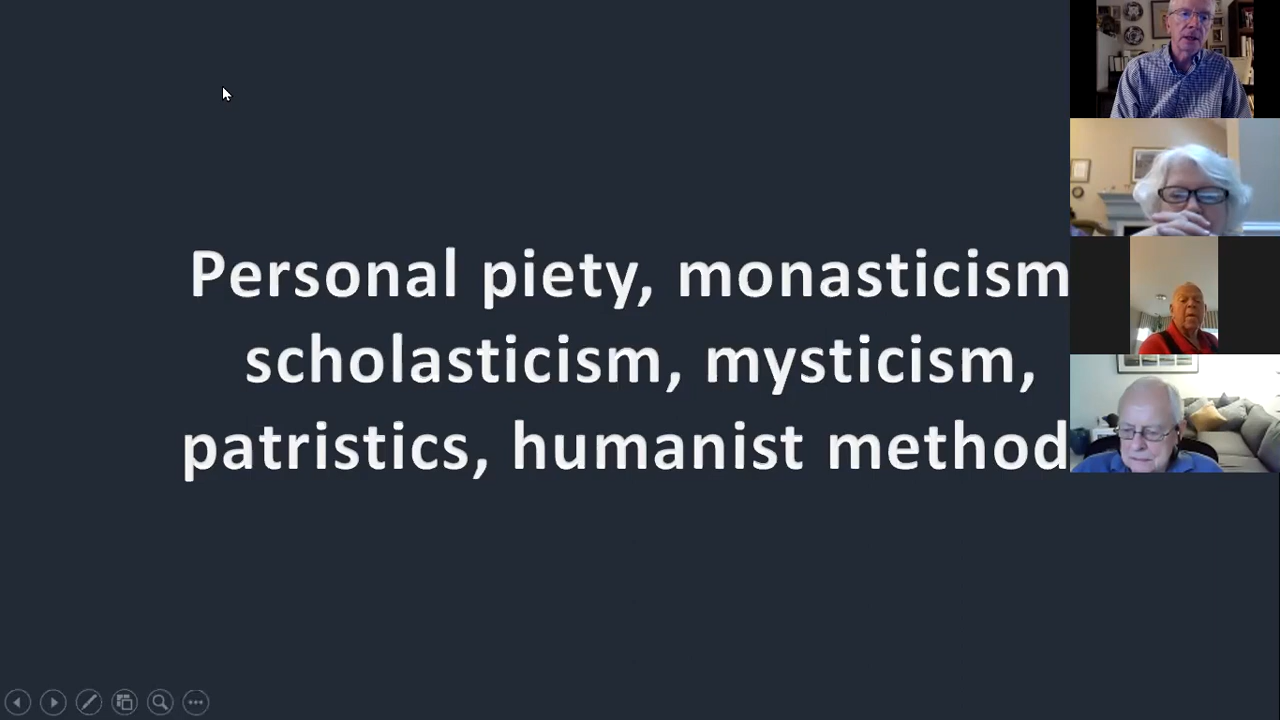 Personal piety, monasticism
scholasticism, mysticism,
patristics, humanist method